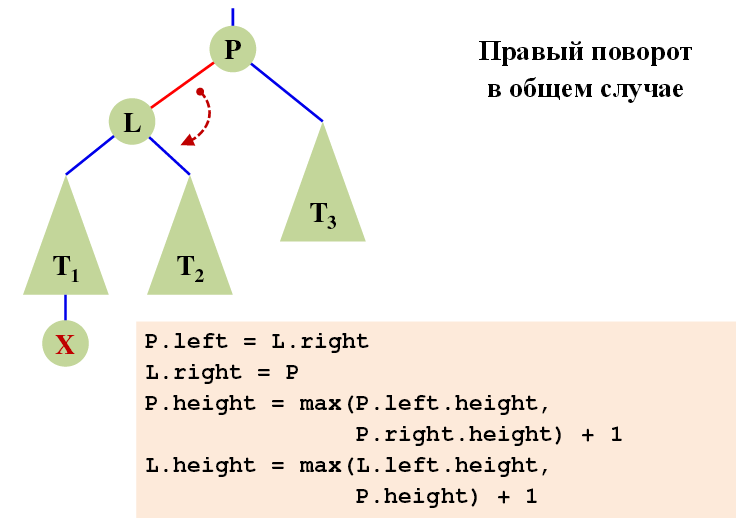 P
Правый поворот
в общем случае
L
T3
T1
T2
X
P.left = L.right
L.right = P
P.height = max(P.left.height,
P.right.height) + 1
L.height = max(L.left.height,
P.height) + 1